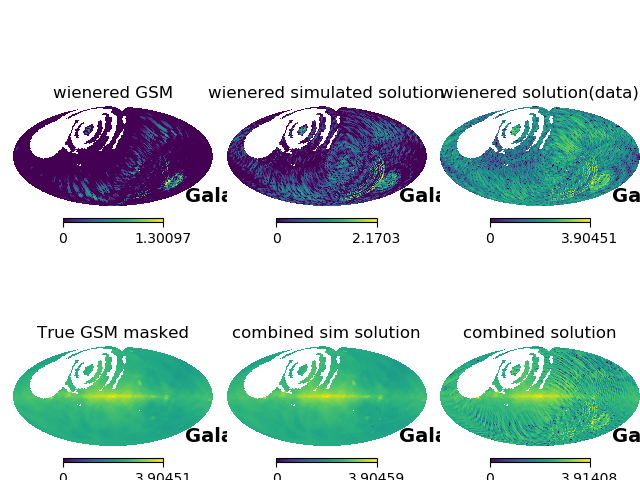 wienered GSM
wienered simulated solution
wienered solution(data)
Gala
Gala
Ga
0 1.30097
0 2.1703
0 3.90451
True GSM masked
combined sim solution
combined solution
Gala
Gala
Ga
0 3.90451
0 3.90459
0 3.91408